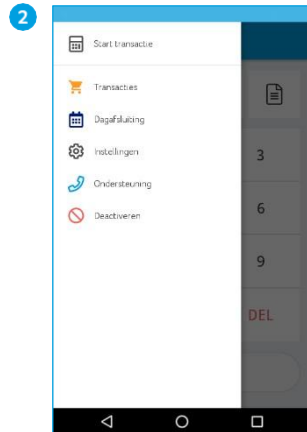 2
Start transactie
Transacties
Dagafsluiting
Instellingen
Ondersteuning
Deactiveren
3
6
9
DEL